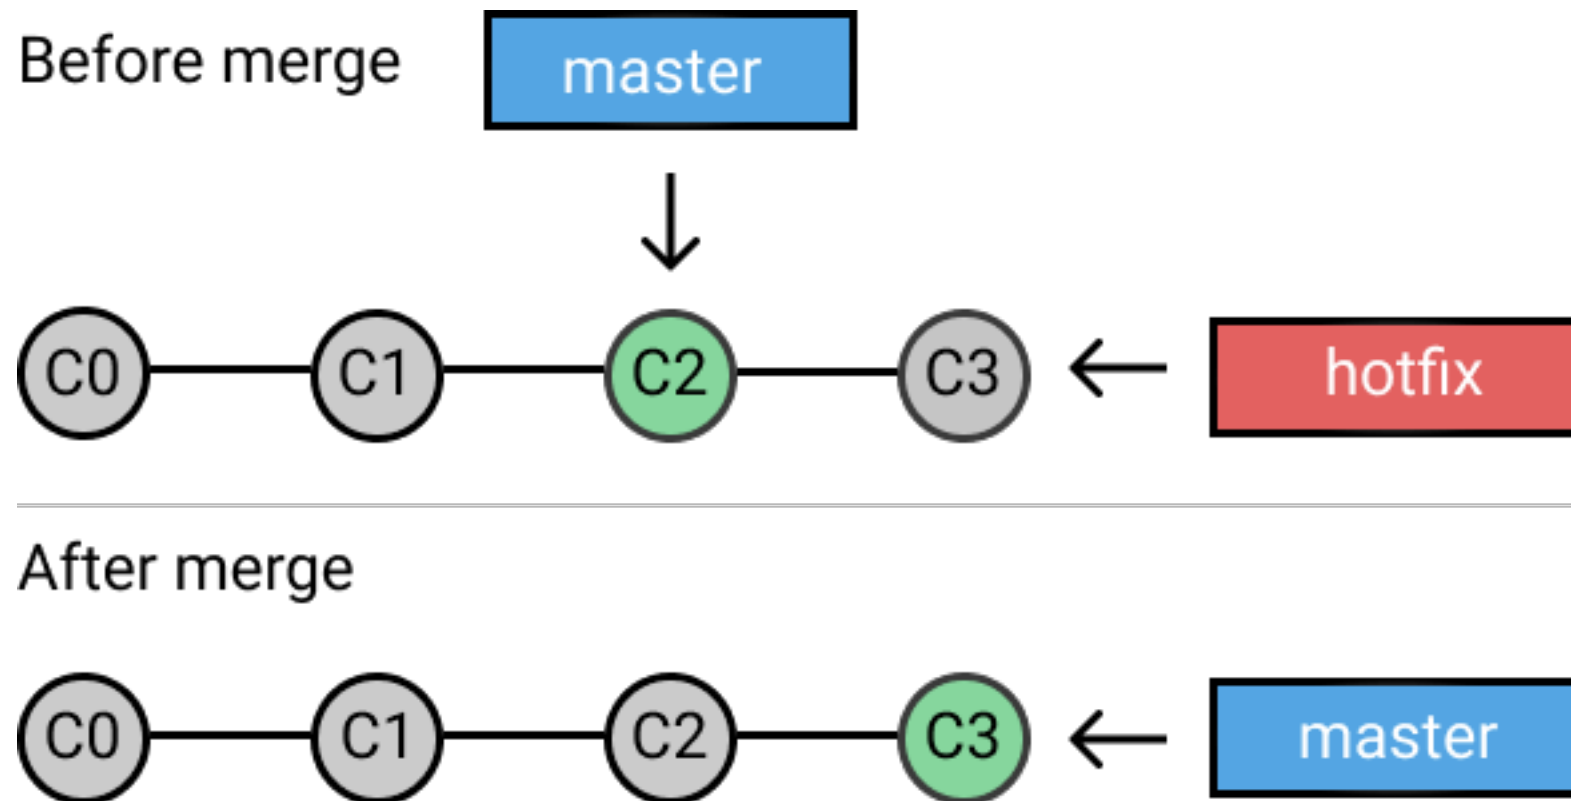 Before merge
master
C0 C1 C2 C3 hotfix
After merge
C0 C1 C2 C3 master